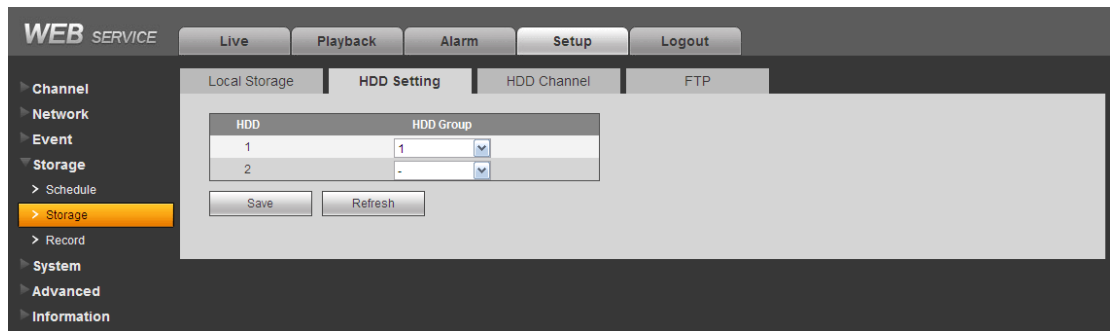 WEB SERVICE
Live Playback Alarm Setup Logout
Local Storage HDD Setting HDD Channel FTP
Channel
Network
Event
Storage
> Schedule
> Storage
> Record
System
Advanced
Information
HDD HDD Group
1 1
2 -
Save Refresh